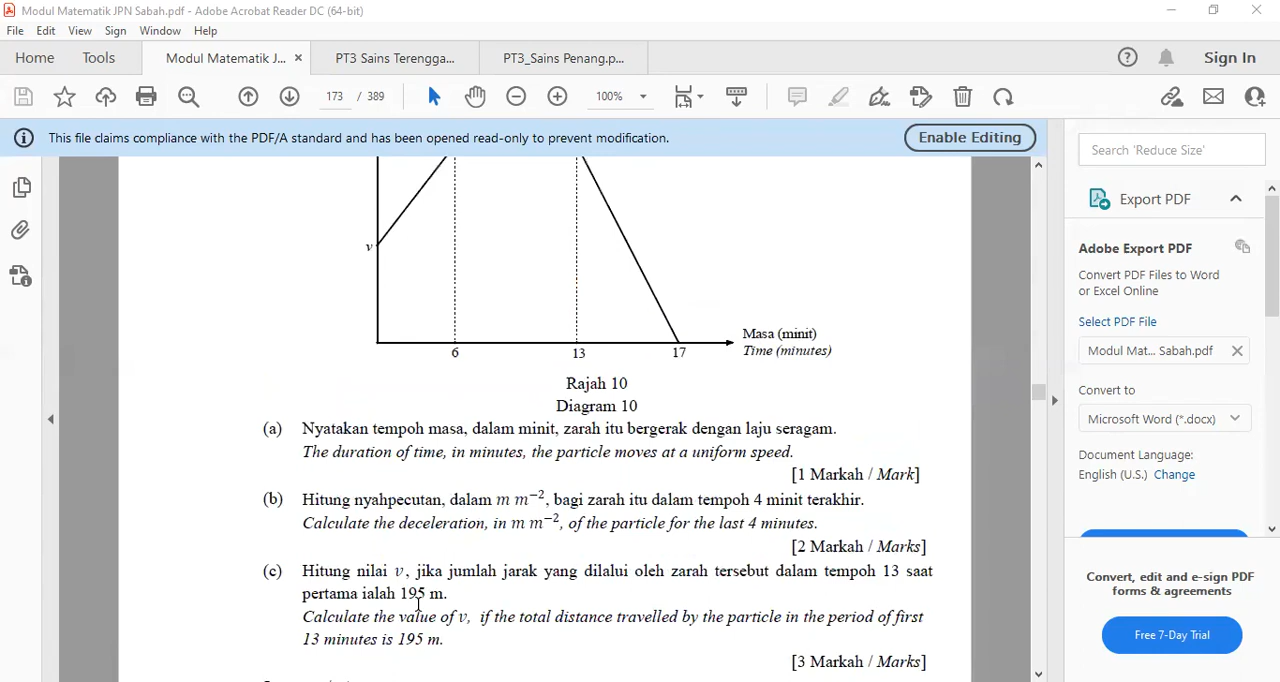 Modul Matematik JPN Sabah.pdf - Adobe Acrobat Reader DC (64-bit)
File Edit View Sign Window Help
Home Tools Modul Matematik J... × PT3 Sains Terengga... PT3_Sains Penang.p... Sign In
173 / 389 100%
This file claims compliance with the PDF/A standard and has been opened read-only to prevent modification. Enable Editing
v
Masa (minit)
Time (minutes)
6 13 17
Rajah 10
Diagram 10
(a) Nyatakan tempoh masa, dalam minit, zarah itu bergerak dengan laju seragam.
The duration of time, in minutes, the particle moves at a uniform speed.
[1 Markah / Mark]
(b) Hitung nyahpecutan, dalam m m⁻², bagi zarah itu dalam tempoh 4 minit terakhir.
Calculate the deceleration, in m m⁻², of the particle for the last 4 minutes.
[2 Markah / Marks]
(c) Hitung nilai v, jika jumlah jarak yang dilalui oleh zarah tersebut dalam tempoh 13 saat
pertama ialah 195 m.
Calculate the value of v, if the total distance travelled by the particle in the period of first
13 minutes is 195 m.
[3 Markah / Marks]
Search 'Reduce Size'
Export PDF
Adobe Export PDF
Convert PDF Files to Word
or Excel Online
Select PDF File
Modul Mat... Sabah.pdf
Convert to
Microsoft Word (*.docx)
Document Language:
English (U.S.) Change
Convert, edit and e-sign PDF
forms & agreements
Free 7-Day Trial